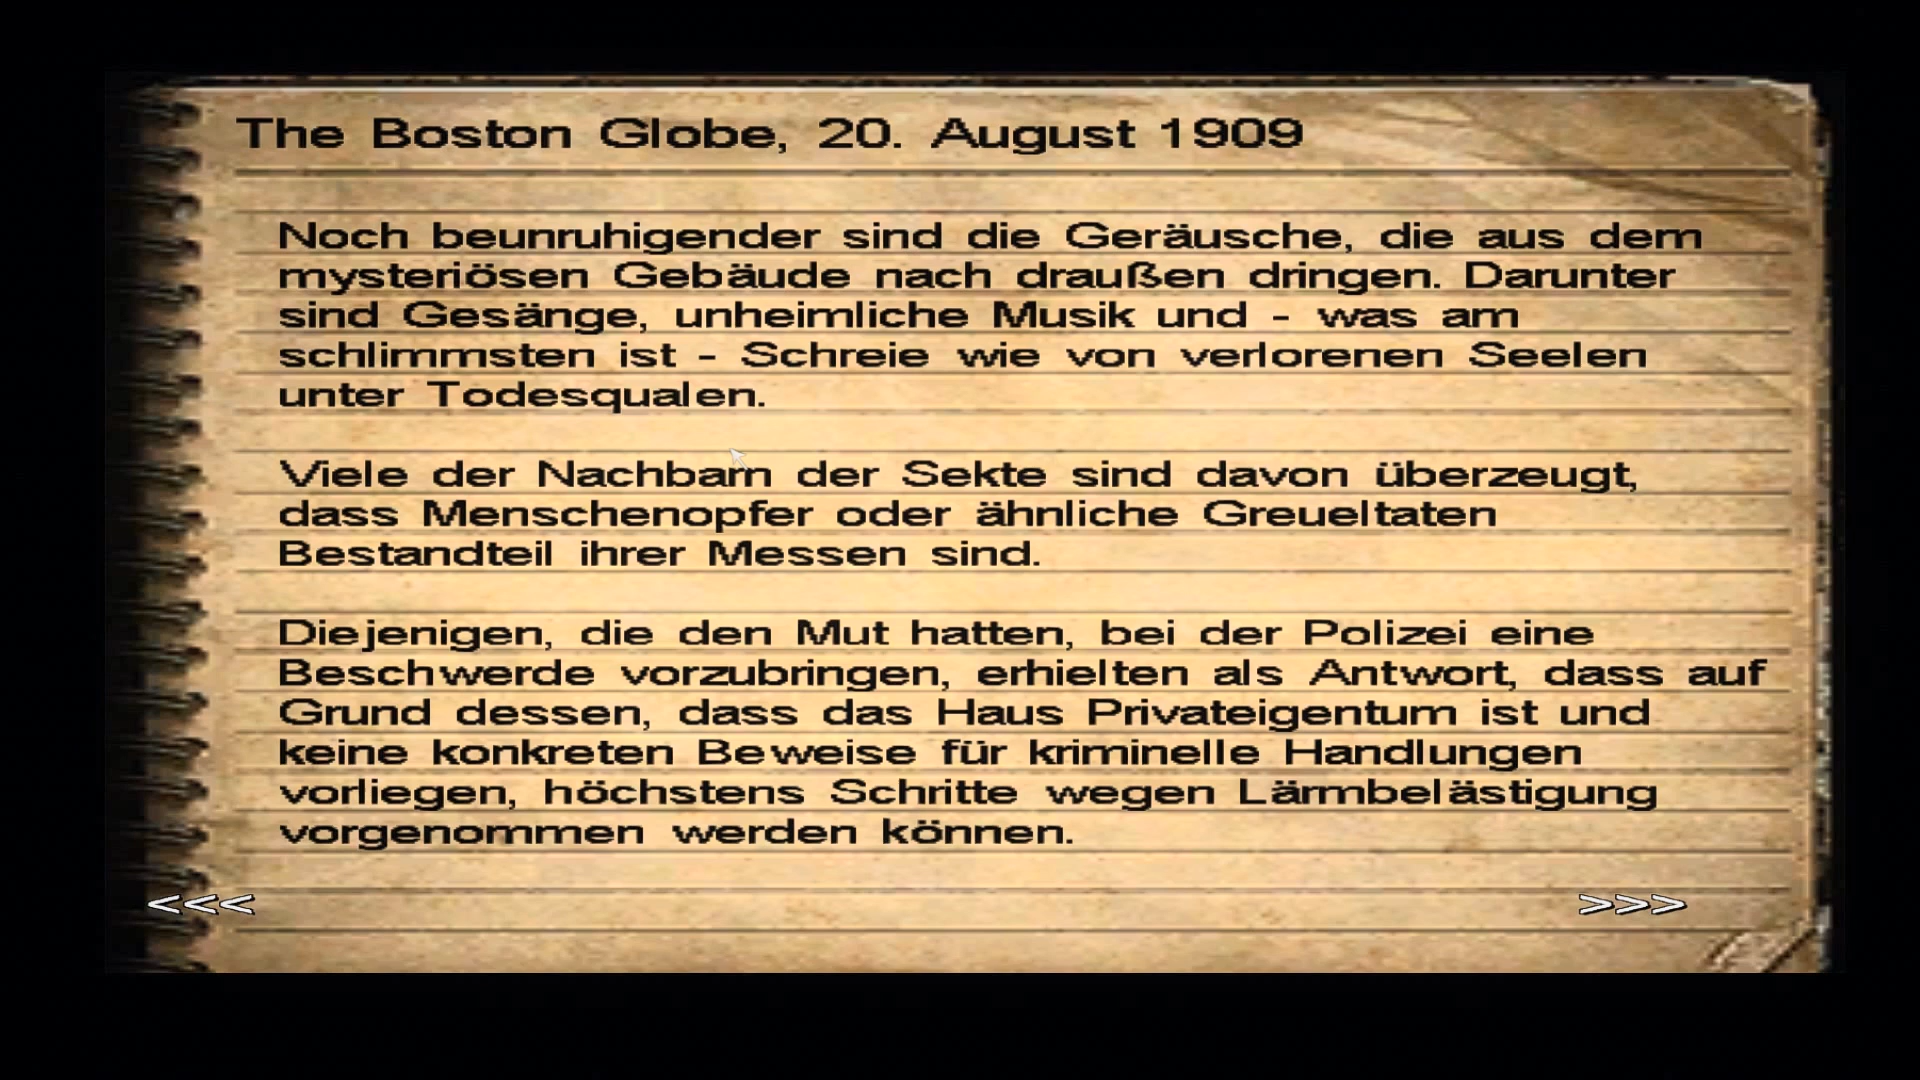 The Boston Globe, 20. August 1909
Noch beunruhigender sind die Geräusche, die aus dem
mysteriösen Gebäude nach draußen dringen. Darunter
sind Gesänge, unheimliche Musik und - was am
schlimmsten ist - Schreie wie von verlorenen Seelen
unter Todesqualen.
Viele der Nachbarn der Sekte sind davon überzeugt,
dass Menschenopfer oder ähnliche Greueltaten
Bestandteil ihrer Messen sind.
Diejenigen, die den Mut hatten, bei der Polizei eine
Beschwerde vorzubringen, erhielten als Antwort, dass auf
Grund dessen, dass das Haus Privateigentum ist und
keine konkreten Beweise für kriminelle Handlungen
vorliegen, höchstens Schritte wegen Lärmbelästigung
vorgenommen werden können.
<<< >>>